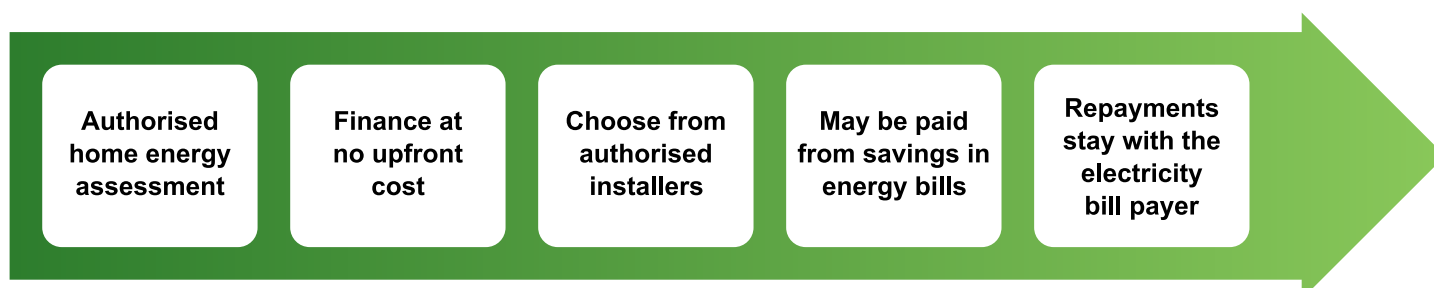 Authorised
home energy
assessment
Finance at
no upfront
cost
Choose from
authorised
installers
May be paid
from savings in
energy bills
Repayments
stay with the
electricity
bill payer